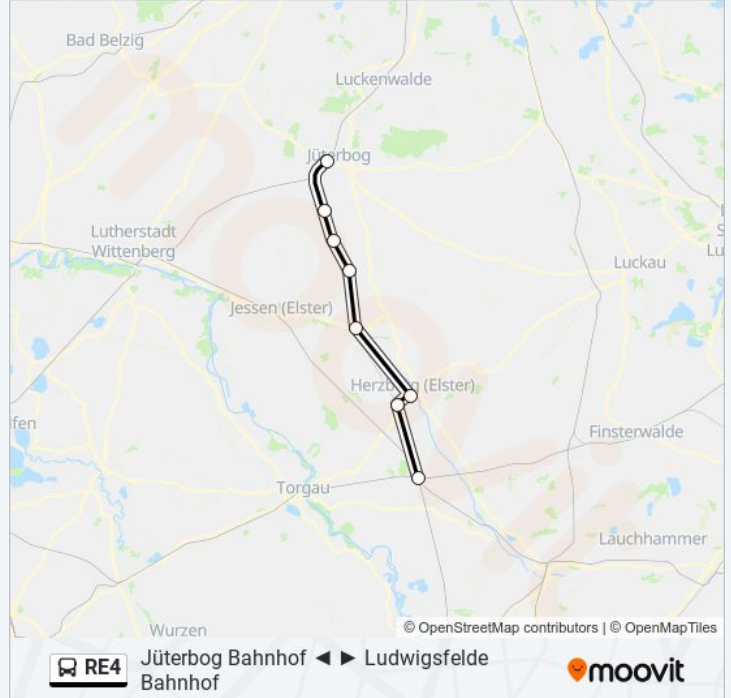 Bad Belzig
Luckenwalde
Jüterbog
Lutherstadt
Wittenberg
Luckau
Jessen (Elster)
Herzberg (Elster)
Finsterwalde
Torgau
Lauchhammer
Wurzen
© OpenStreetMap contributors | © OpenMapTiles
RE4
Jüterbog Bahnhof ◄ ► Ludwigsfelde
Bahnhof
moovit